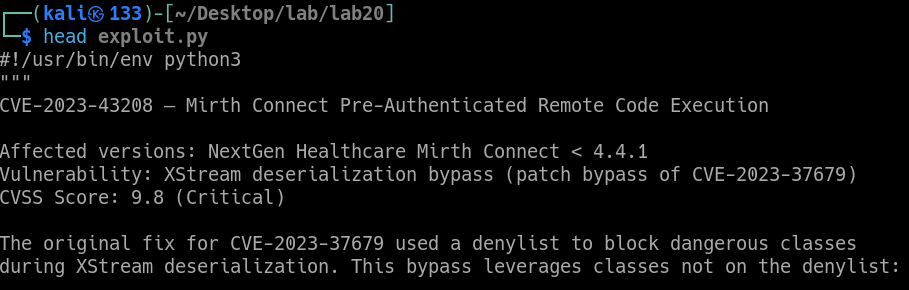 ┌──(kali㉿133)-[~/Desktop/lab/lab20]
└─$ head exploit.py
#!/usr/bin/env python3
"""
CVE-2023-43208 — Mirth Connect Pre-Authenticated Remote Code Execution

Affected versions: NextGen Healthcare Mirth Connect < 4.4.1
Vulnerability: XStream deserialization bypass (patch bypass of CVE-2023-37679)
CVSS Score: 9.8 (Critical)

The original fix for CVE-2023-37679 used a denylist to block dangerous classes
during XStream deserialization. This bypass leverages classes not on the denylist: